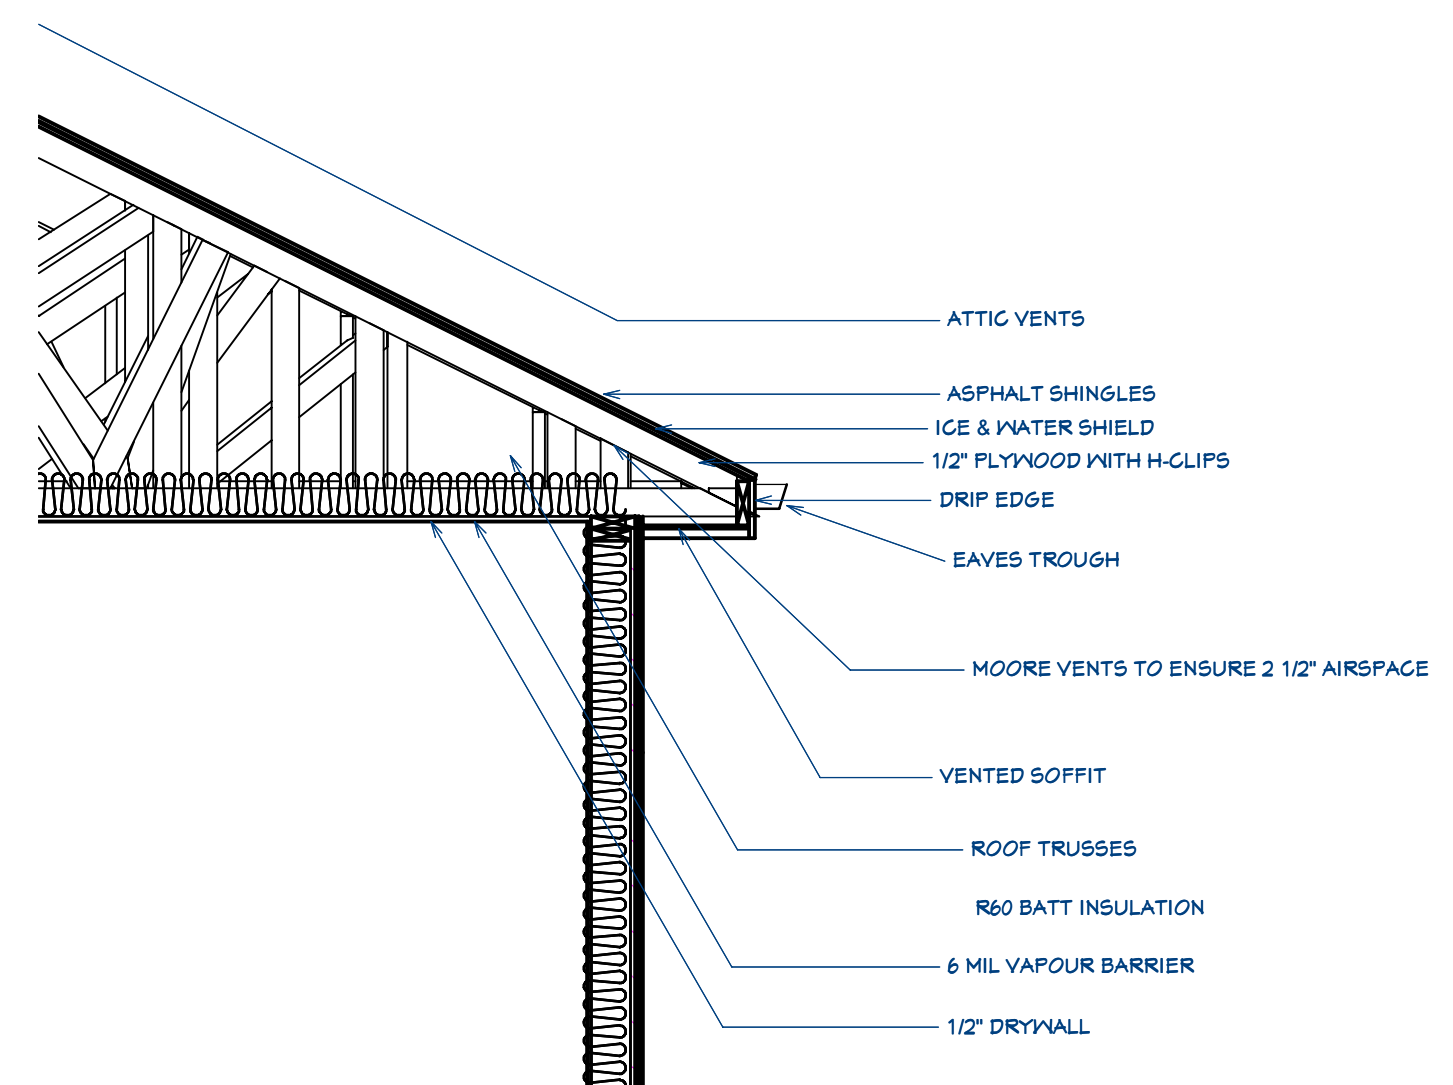 ATTIC VENTS
ASPHALT SHINGLES
ICE & WATER SHIELD
1/2" PLYWOOD WITH H-CLIPS
DRIP EDGE
EAVES TROUGH
MOORE VENTS TO ENSURE 2 1/2" AIRSPACE
VENTED SOFFIT
ROOF TRUSSES
R60 BATT INSULATION
6 MIL VAPOUR BARRIER
1/2" DRYWALL